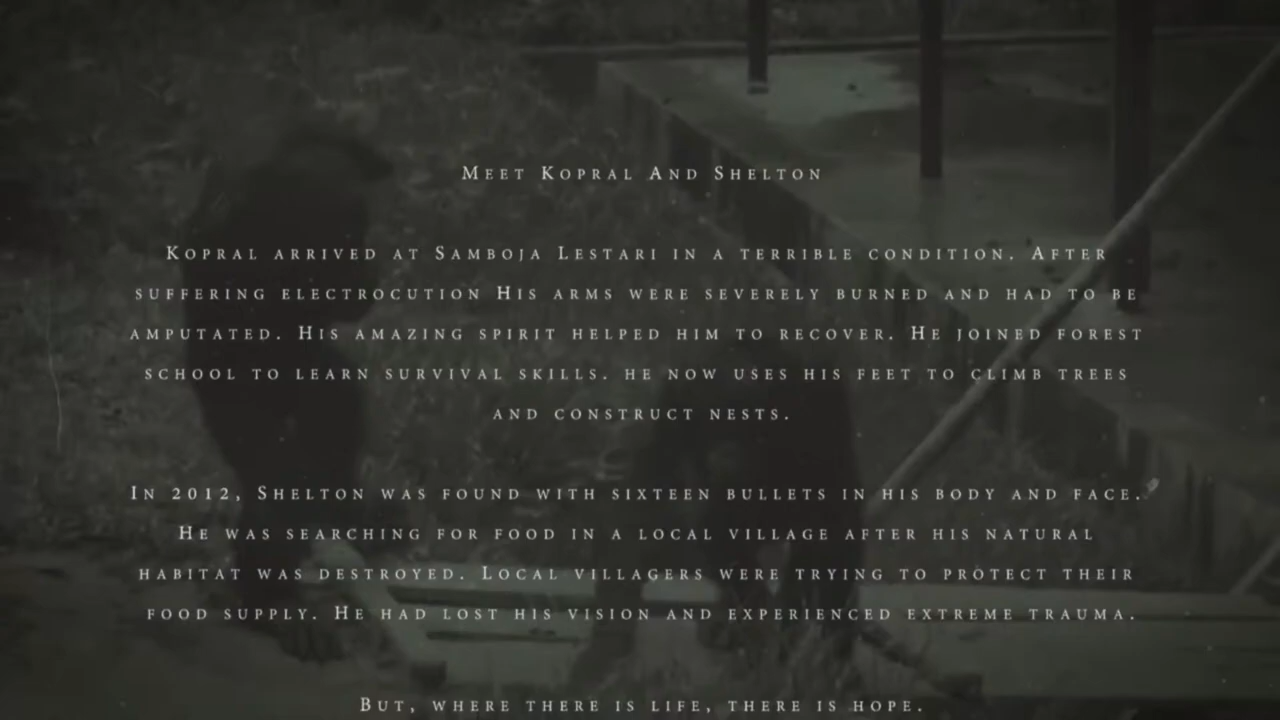 Meet Kopral And Shelton
Kopral arrived at Samboja Lestari in a terrible condition. After
suffering electrocution His arms were severely burned and had to be
amputated. His amazing spirit helped him to recover. He joined forest
school to learn survival skills. he now uses his feet to climb trees
and construct nests.
In 2012, Shelton was found with sixteen bullets in his body and face.
He was searching for food in a local village after his natural
habitat was destroyed. Local villagers were trying to protect their
food supply. He had lost his vision and experienced extreme trauma.
But, where there is life, there is hope.